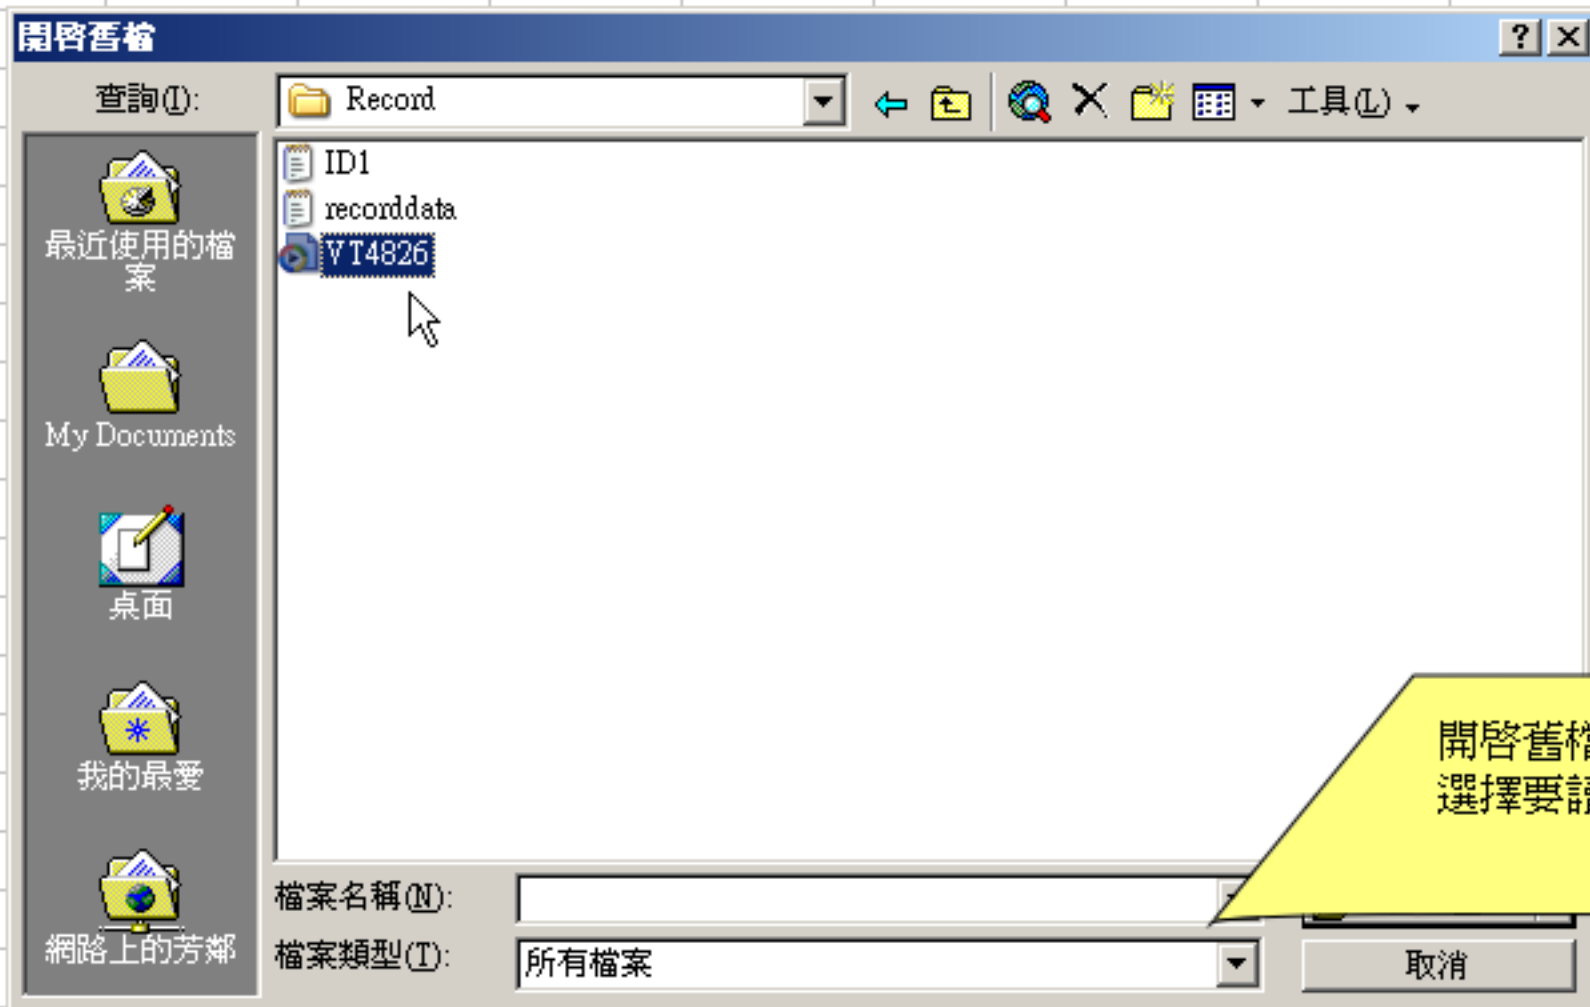 開啓舊檔
查詢(I):
Record
工具(L)
ID1
recorddata
VT4826
最近使用的檔
案
My Documents
桌面
我的最愛
網路上的芳鄰
開啓舊檔
選擇要讀
檔案名稱(N):
檔案類型(T):
所有檔案
取消